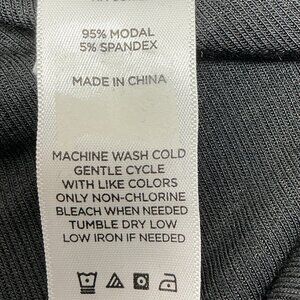 95% MODAL
5% SPANDEX
MADE IN CHINA
MACHINE WASH COLD
GENTLE CYCLE
WITH LIKE COLORS
ONLY NON-CHLORINE
BLEACH WHEN NEEDED
TUMBLE DRY LOW
LOW IRON IF NEEDED